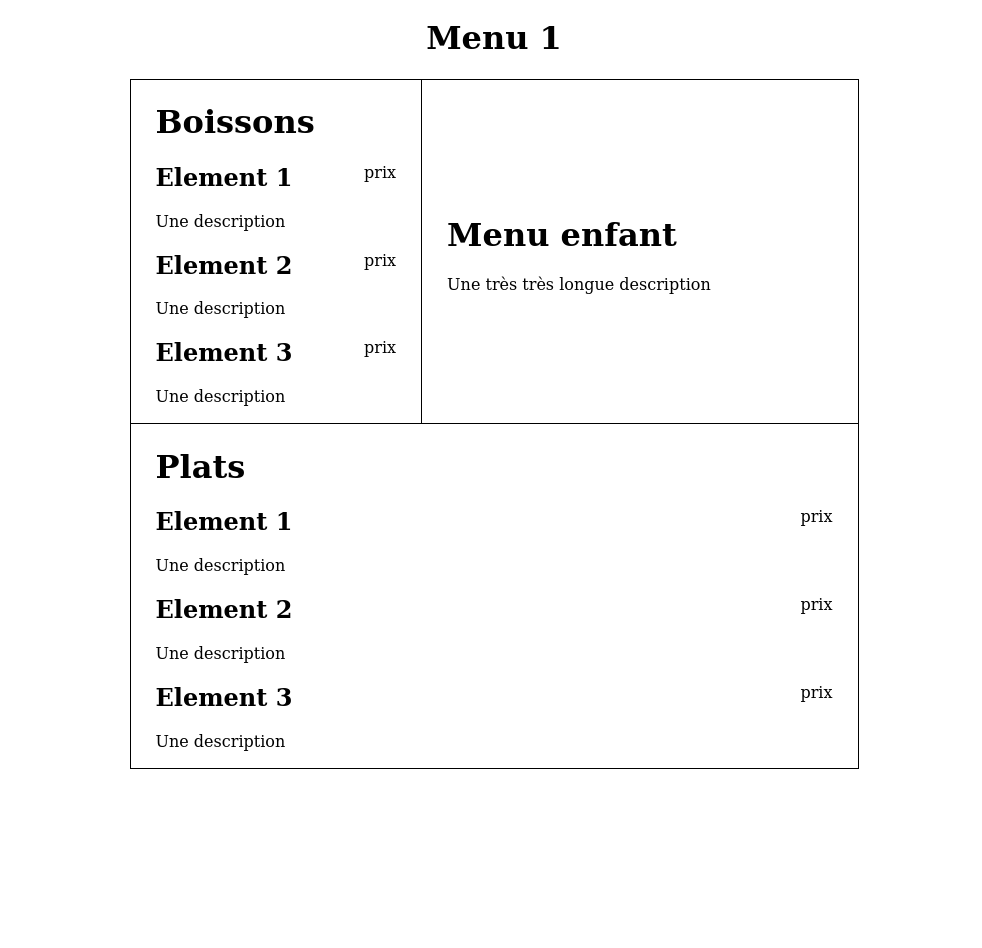 Menu 1
Boissons
Element 1 prix
Une description
Element 2 prix
Une description
Element 3 prix
Une description
Menu enfant
Une très très longue description
Plats
Element 1 prix
Une description
Element 2 prix
Une description
Element 3 prix
Une description